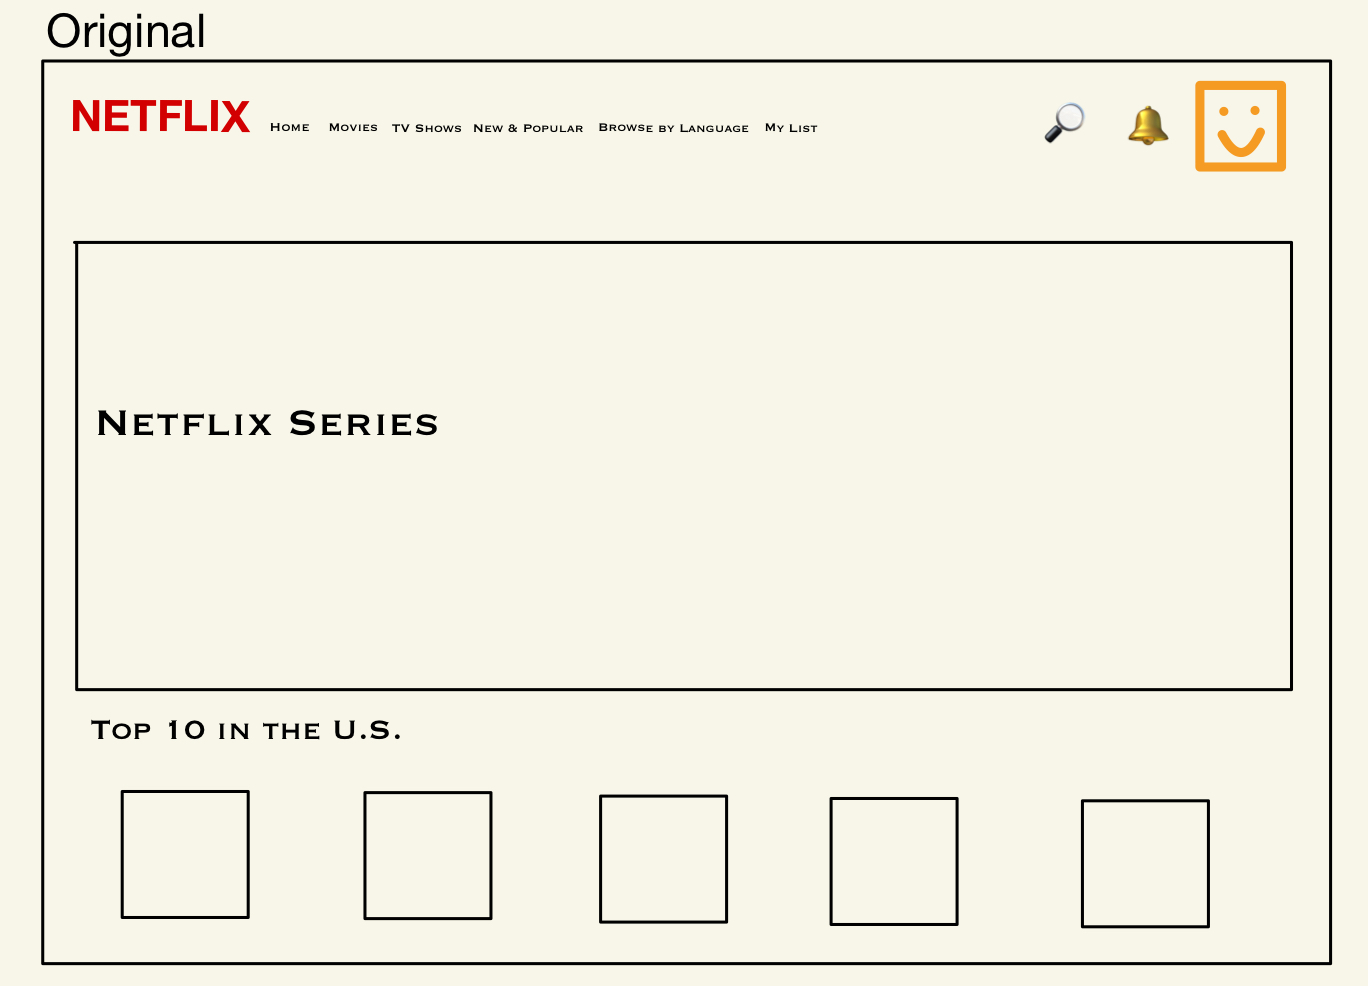 Original
NETFLIX Home Movies TV Shows New & Popular Browse by Language My List
Netflix Series
Top 10 in the U.S.